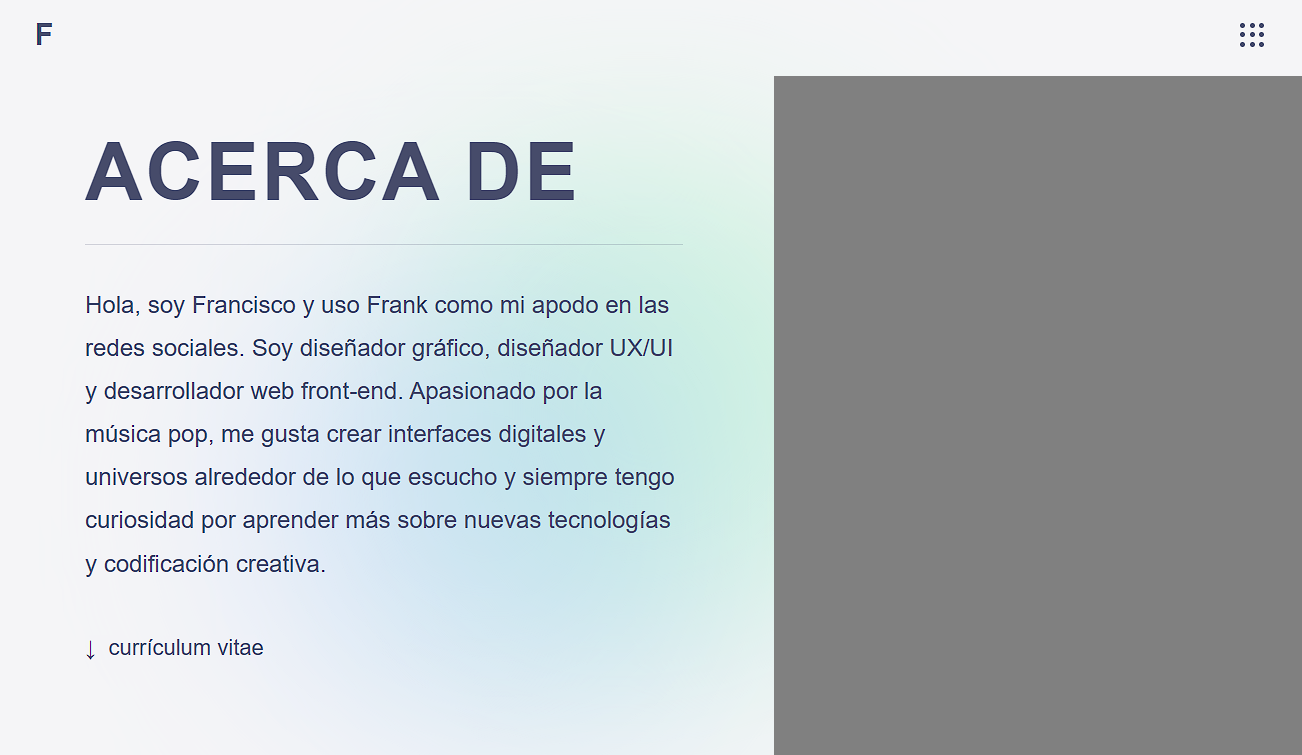 F
ACERCA DE
Hola, soy Francisco y uso Frank como mi apodo en las
redes sociales. Soy diseñador gráfico, diseñador UX/UI
y desarrollador web front-end. Apasionado por la
música pop, me gusta crear interfaces digitales y
universos alrededor de lo que escucho y siempre tengo
curiosidad por aprender más sobre nuevas tecnologías
y codificación creativa.
↓ currículum vitae